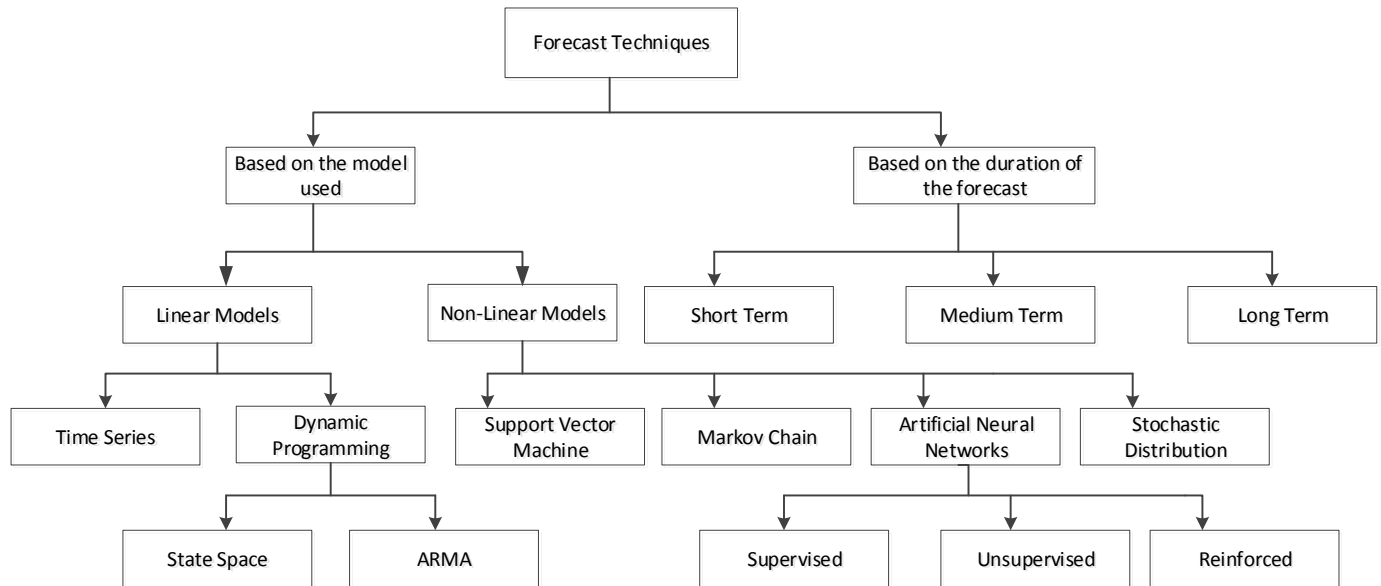 Forecast Techniques
Based on the model
used
Based on the duration of
the forecast
Linear Models
Non-Linear Models
Short Term
Medium Term
Long Term
Time Series
Dynamic
Programming
Support Vector
Machine
Markov Chain
Artificial Neural
Networks
Stochastic
Distribution
State Space
ARMA
Supervised
Unsupervised
Reinforced